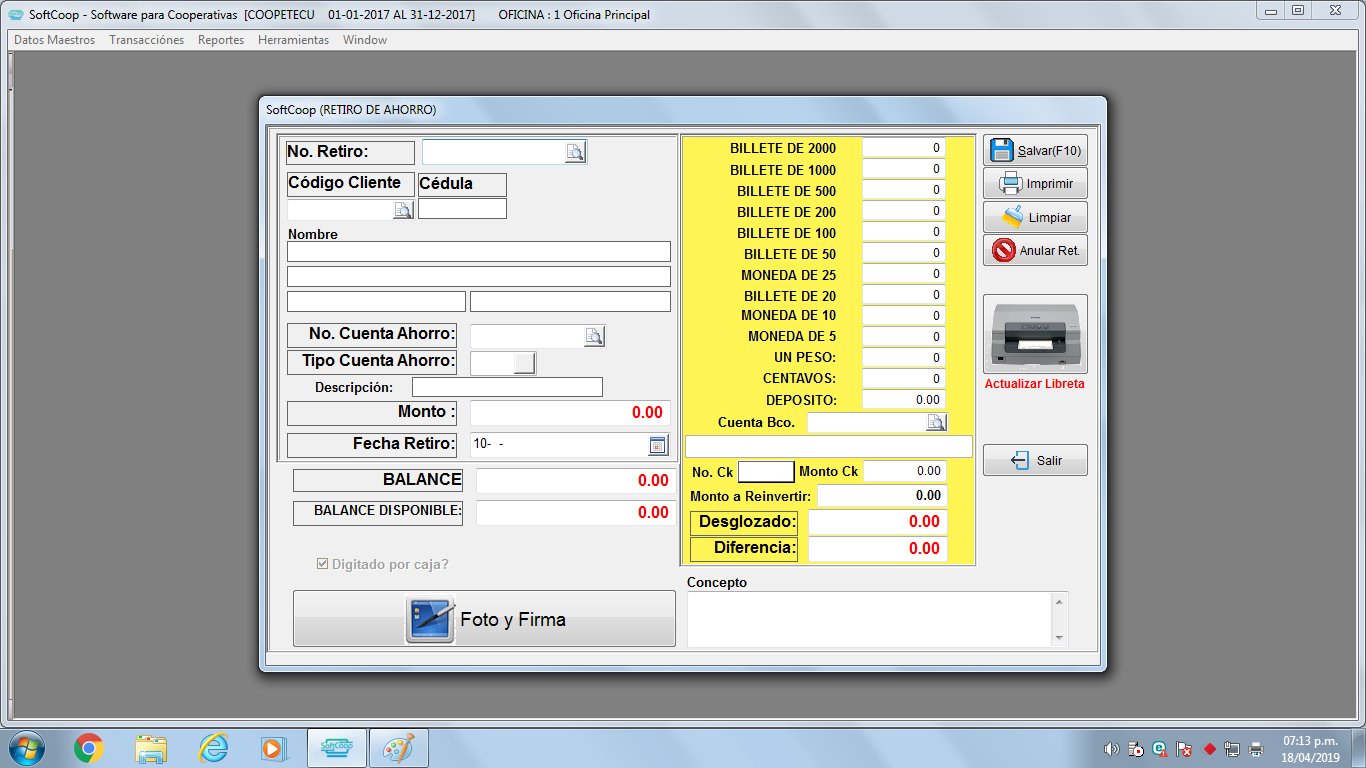 SoftCoop - Software para Cooperativas [COOPETECU 01-01-2017 AL 31-12-2017] OFICINA : 1 Oficina Principal
Datos Maestros Transacciónes Reportes Herramientas Window
SoftCoop (RETIRO DE AHORRO)
No. Retiro:
Código Cliente Cédula
Nombre
No. Cuenta Ahorro:
Tipo Cuenta Ahorro:
Descripción:
Monto : 0.00
Fecha Retiro: 10- -
BALANCE 0.00
BALANCE DISPONIBLE: 0.00
Digitado por caja?
Foto y Firma
BILLETE DE 2000 0
BILLETE DE 1000 0
BILLETE DE 500 0
BILLETE DE 200 0
BILLETE DE 100 0
BILLETE DE 50 0
MONEDA DE 25 0
BILLETE DE 20 0
MONEDA DE 10 0
MONEDA DE 5 0
UN PESO: 0
CENTAVOS: 0
DEPOSITO: 0.00
Cuenta Bco.
No. Ck Monto Ck 0.00
Monto a Reinvertir: 0.00
Desglozado: 0.00
Diferencia: 0.00
Concepto
Salvar(F10)
Imprimir
Limpiar
Anular Ret.
Actualizar Libreta
Salir
SoftCoop
07:13 p.m.
18/04/2019